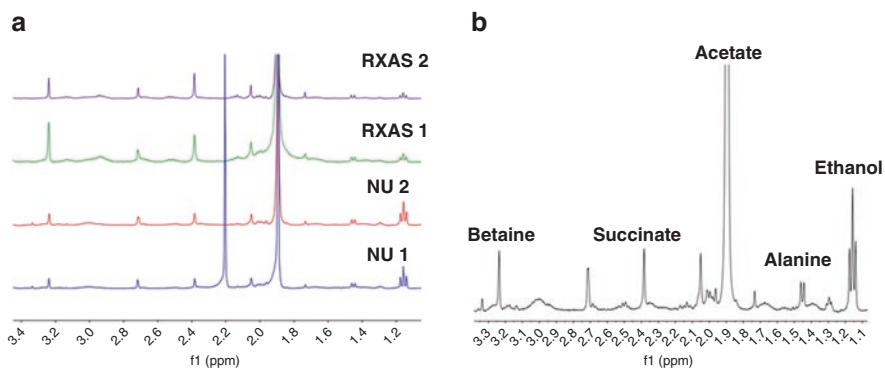 a
RXAS 2
RXAS 1
NU 2
NU 1
3.4 3.2 3.0 2.8 2.6 2.4 2.2 2.0 1.8 1.6 1.4 1.2
f1 (ppm)
b
Acetate
Ethanol
Betaine
Succinate
Alanine
3.3 3.2 3.1 3.0 2.9 2.8 2.7 2.6 2.5 2.4 2.3 2.2 2.1 2.0 1.9 1.8 1.7 1.6 1.5 1.4 1.3 1.2 1.1
f1 (ppm)